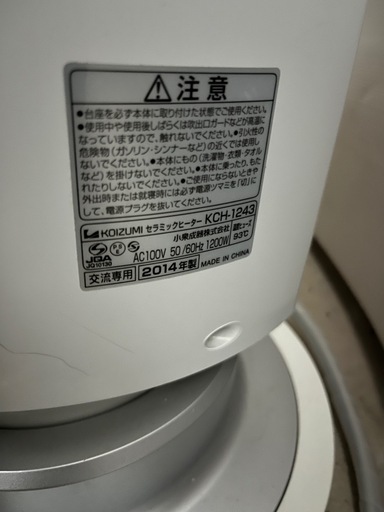 ⚠注意
●台座を必ず本体に取り付けた状態でご使用ください。
●使用中や使用後しばらくは吹出口ガードなどが高温に
なっていますので、触れないでください。●引火性の
危険物(ガソリン・シンナーなど)の近くでは使用し
ないでください。●本体にもの(洗濯物・衣類・タオル
など)を掛けないでください。●本体に乗ったり、もた
れたりしないでください。●ご使用にならないときや
外出時または就寝時には必ず電源ツマミを「切」に
して、電源プラグを抜いてください。
KOIZUMI セラミックヒーター KCH-1243
小泉成器株式会社
JQA PS E S AC100V 50/60Hz 1200W 温度ヒューズ 93℃
JQ10130
交流専用 2014年製 MADE IN CHINA